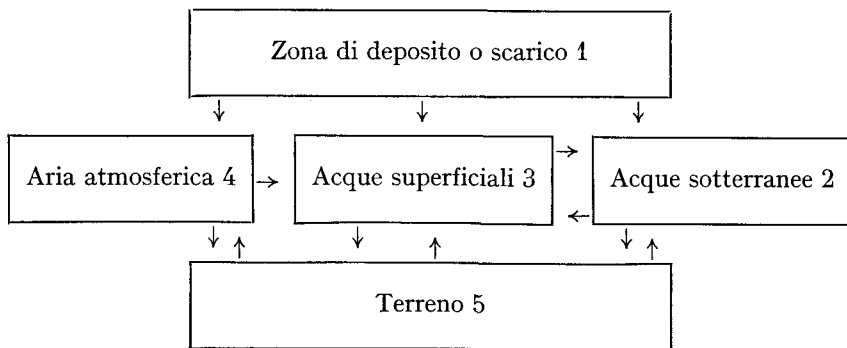 Zona di deposito o scarico 1
Aria atmosferica 4
Acque superficiali 3
Acque sotterranee 2
Terreno 5